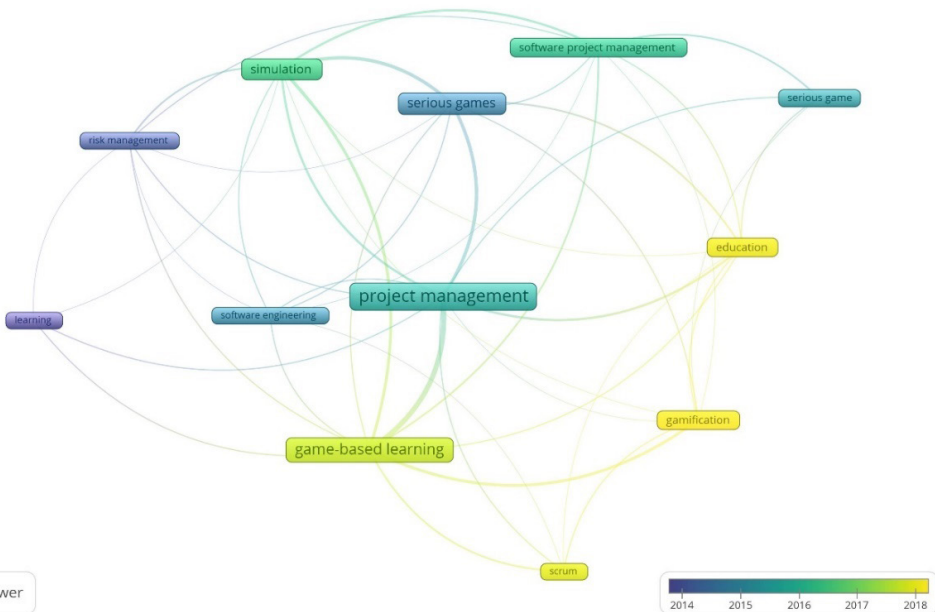 software project management
simulation
serious game
serious games
risk management
education
project management
software engineering
learning
gamification
game-based learning
scrum
wer
2014 2015 2016 2017 2018